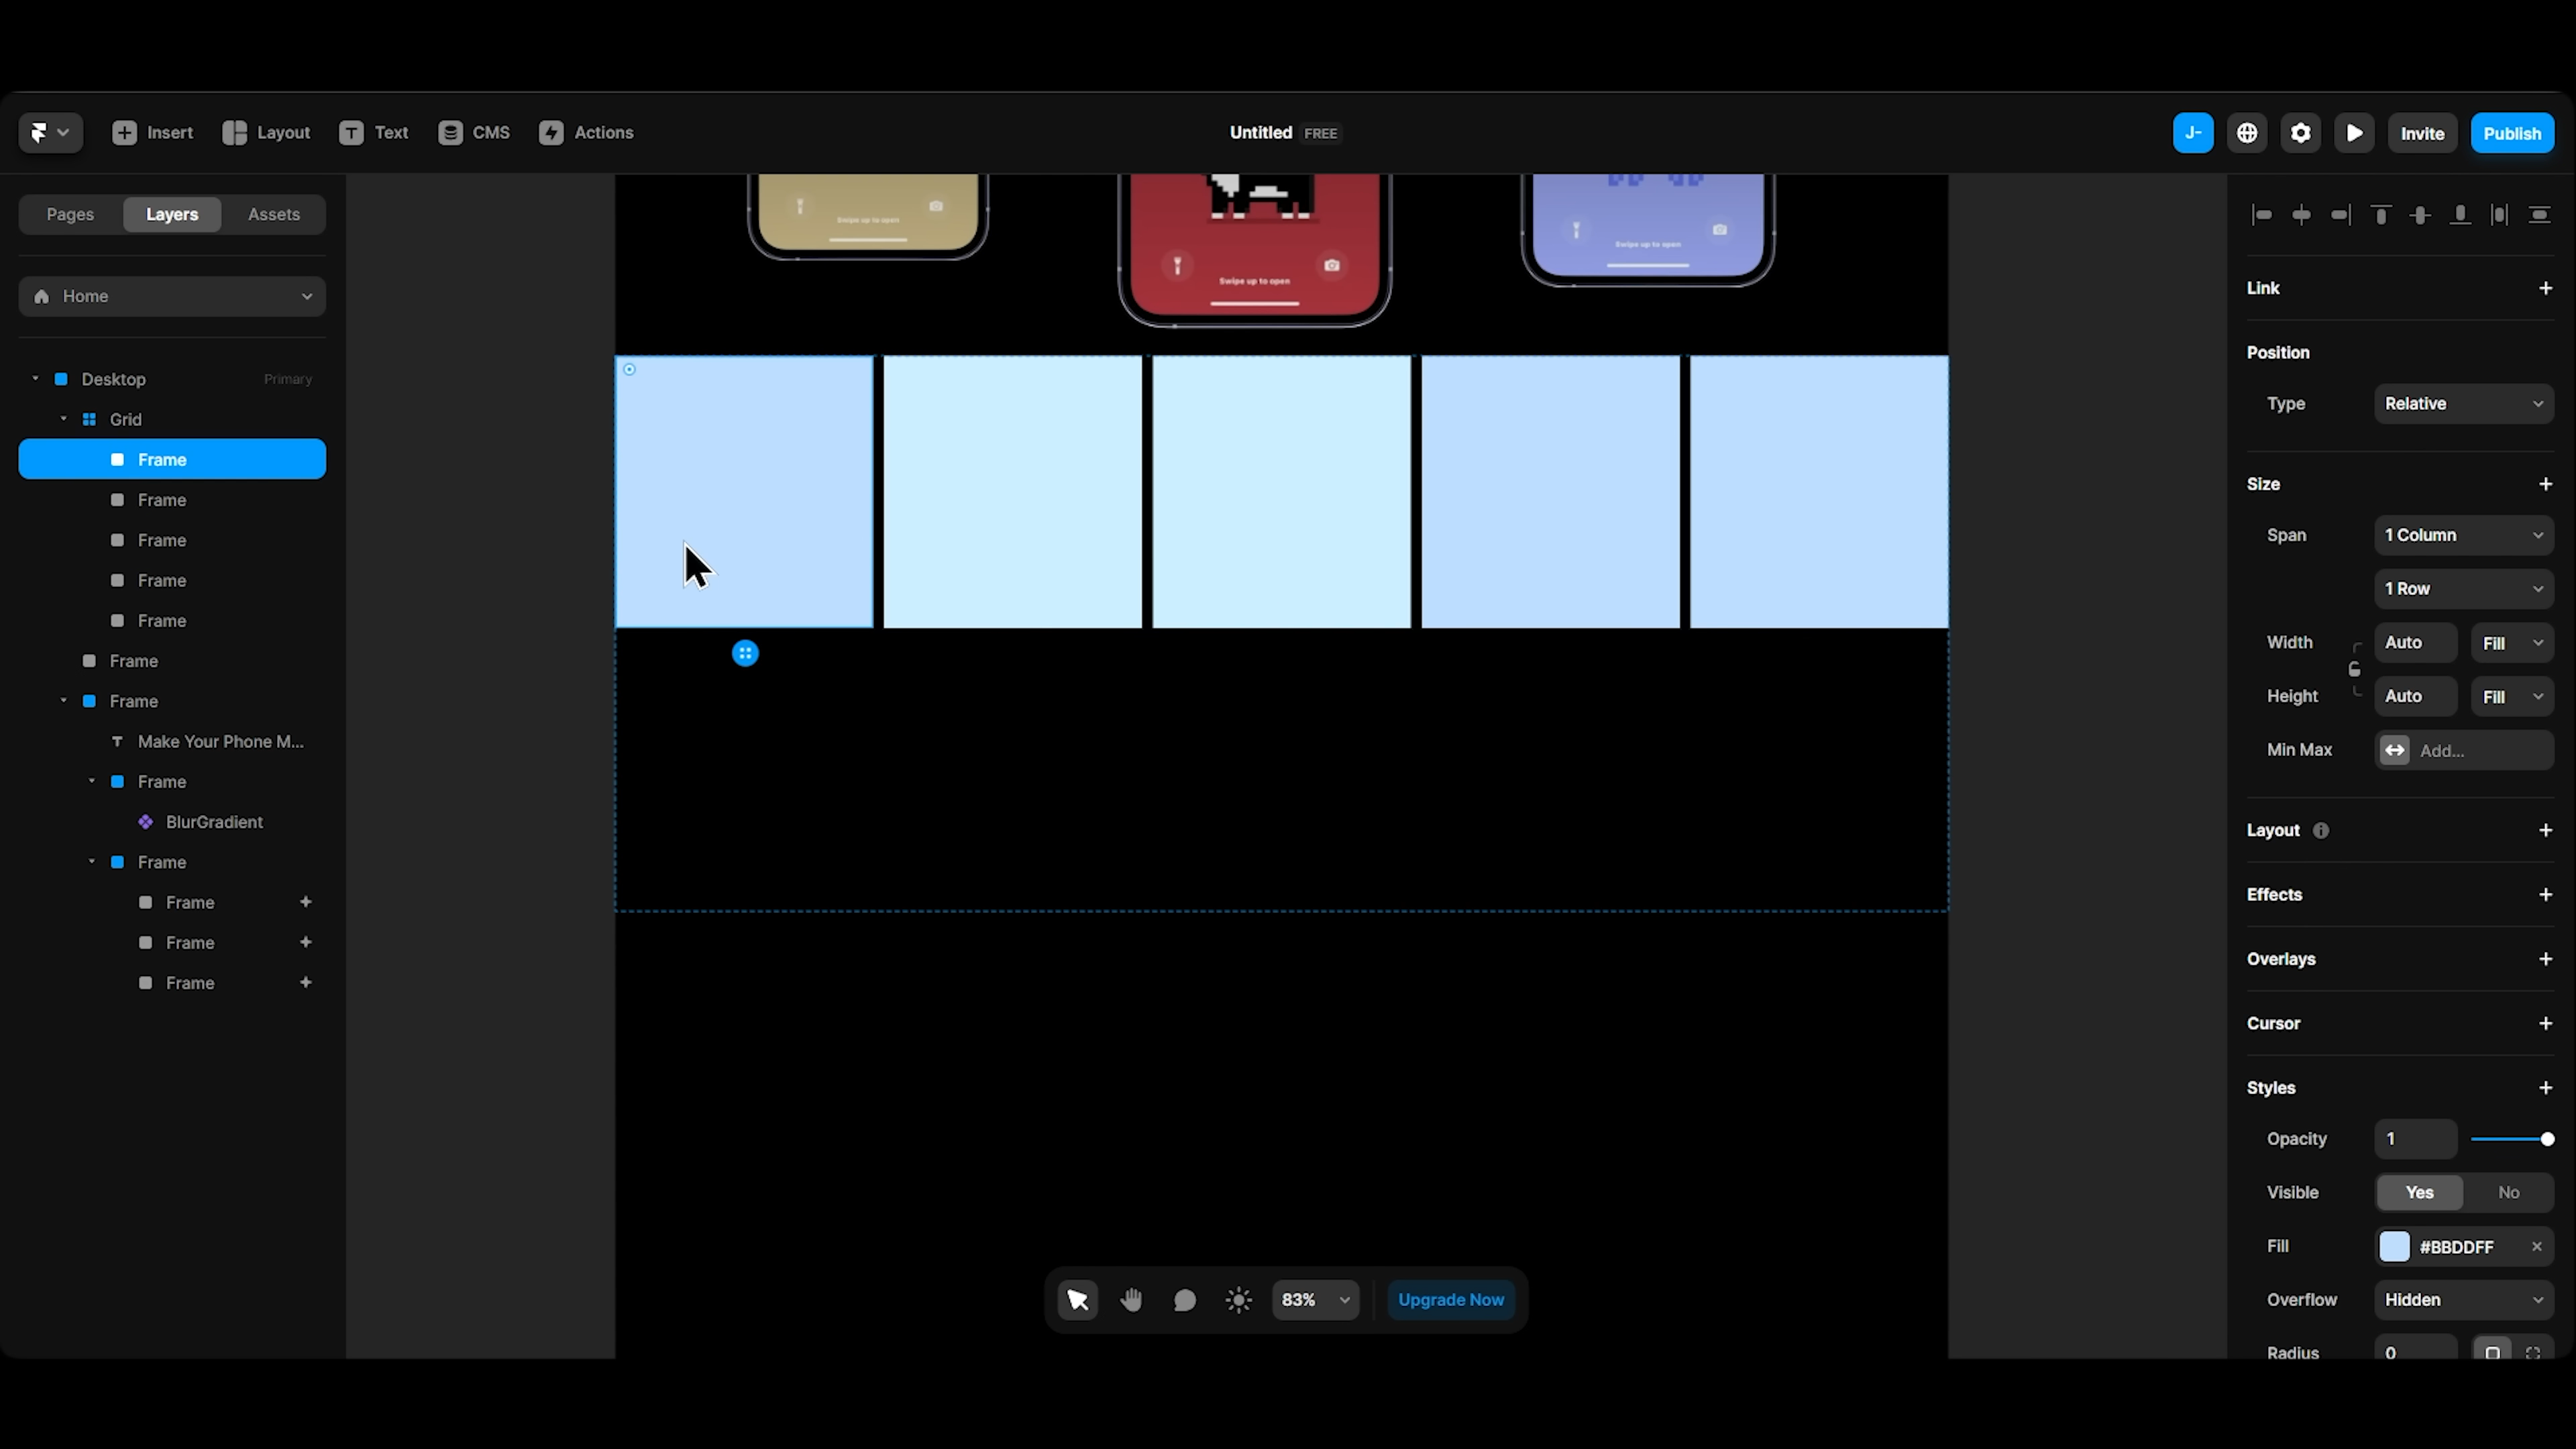 Insert Layout Text CMS Actions
Untitled FREE
J- Invite Publish
Pages Layers Assets
Home
Desktop Primary
Grid
Frame
Frame
Frame
Frame
Frame
Frame
Frame
Make Your Phone M...
Frame
BlurGradient
Frame
Frame
Frame
Frame
Swipe up to open
Swipe up to open
Swipe up to open
83% Upgrade Now
Link
Position
Type Relative
Size
Span 1 Column
1 Row
Width Auto Fill
Height Auto Fill
Min Max Add...
Layout
Effects
Overlays
Cursor
Styles
Opacity 1
Visible Yes No
Fill #BBDDFF
Overflow Hidden
Radius 0